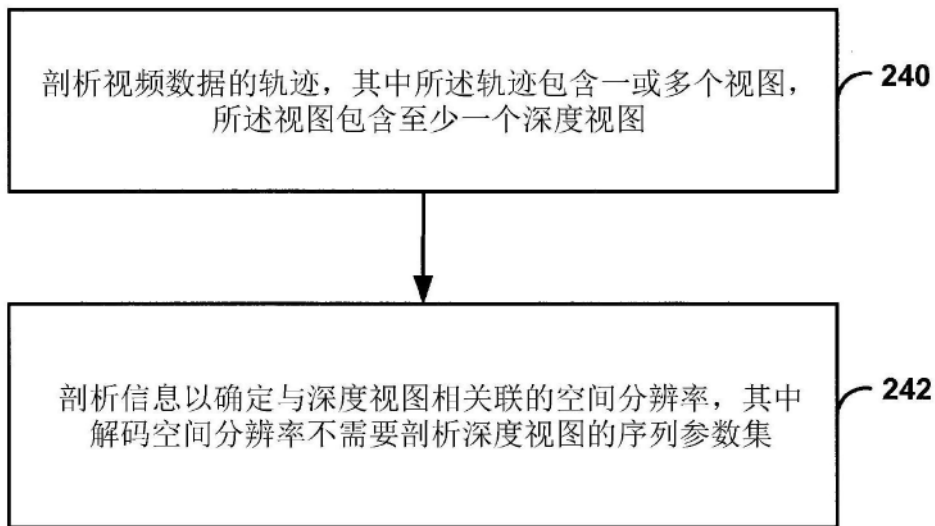 剖析视频数据的轨迹，其中所述轨迹包含一或多个视图，
所述视图包含至少一个深度视图
240
剖析信息以确定与深度视图相关联的空间分辨率，其中
解码空间分辨率不需要剖析深度视图的序列参数集
242